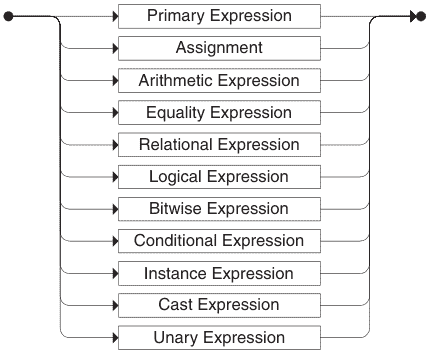 Primary Expression
Assignment
Arithmetic Expression
Equality Expression
Relational Expression
Logical Expression
Bitwise Expression
Conditional Expression
Instance Expression
Cast Expression
Unary Expression